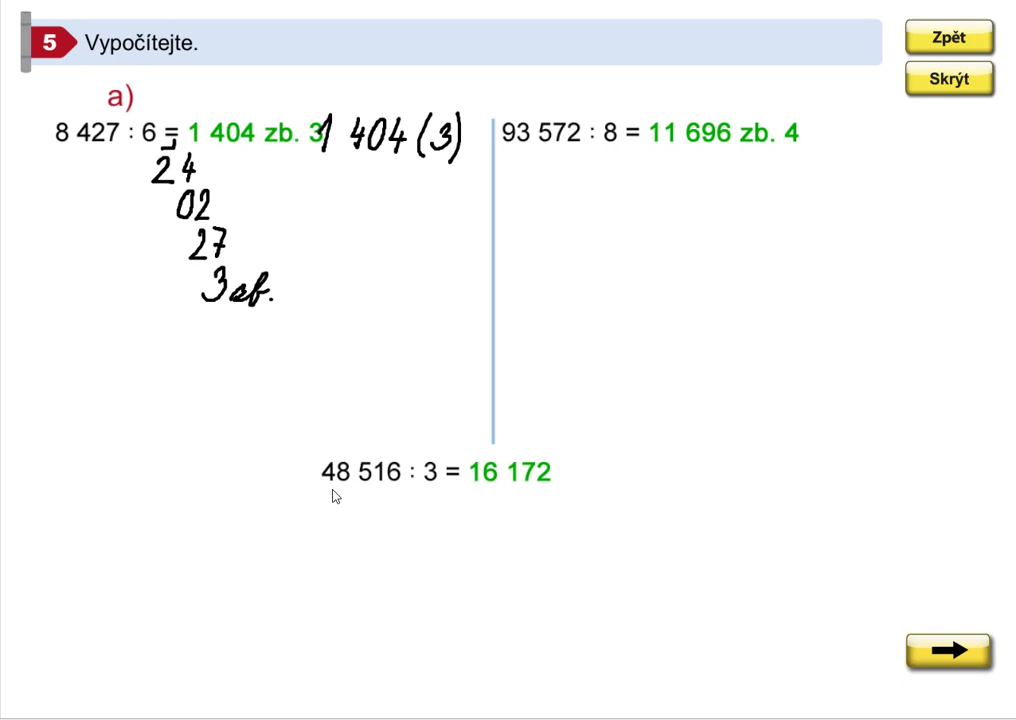 5 Vypočítejte.
Zpět
Skrýt
a)
8 427 : 6 = 1 404 zb. 3 1 404 (3)
24
02
27
3 zb.
93 572 : 8 = 11 696 zb. 4
48 516 : 3 = 16 172